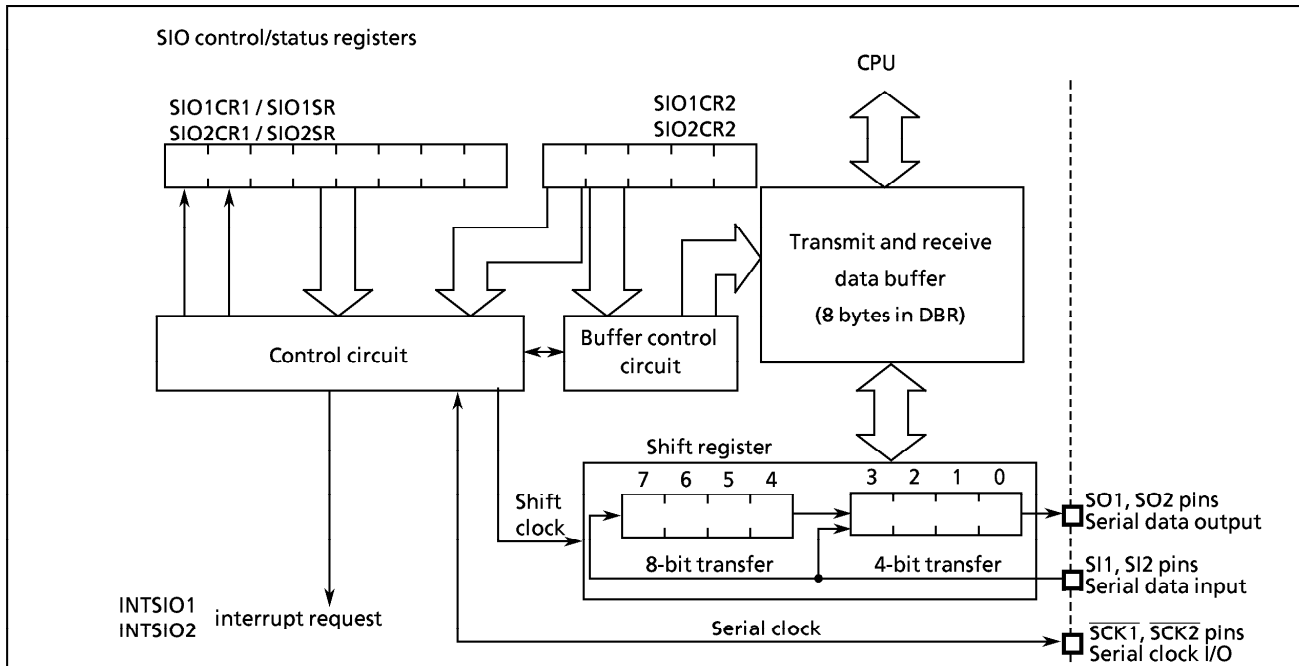 SIO control/status registers
CPU
SIO1CR1 / SIO1SR
SIO2CR1 / SIO2SR
SIO1CR2
SIO2CR2
Transmit and receive
data buffer
(8 bytes in DBR)
Control circuit
Buffer control
circuit
Shift register
7 6 5 4 3 2 1 0
Shift
clock
8-bit transfer
4-bit transfer
SO1, SO2 pins
Serial data output
SI1, SI2 pins
Serial data input
INTSIO1
INTSIO2
interrupt request
Serial clock
S̅C̅K̅1̅, S̅C̅K̅2̅ pins
Serial clock I/O